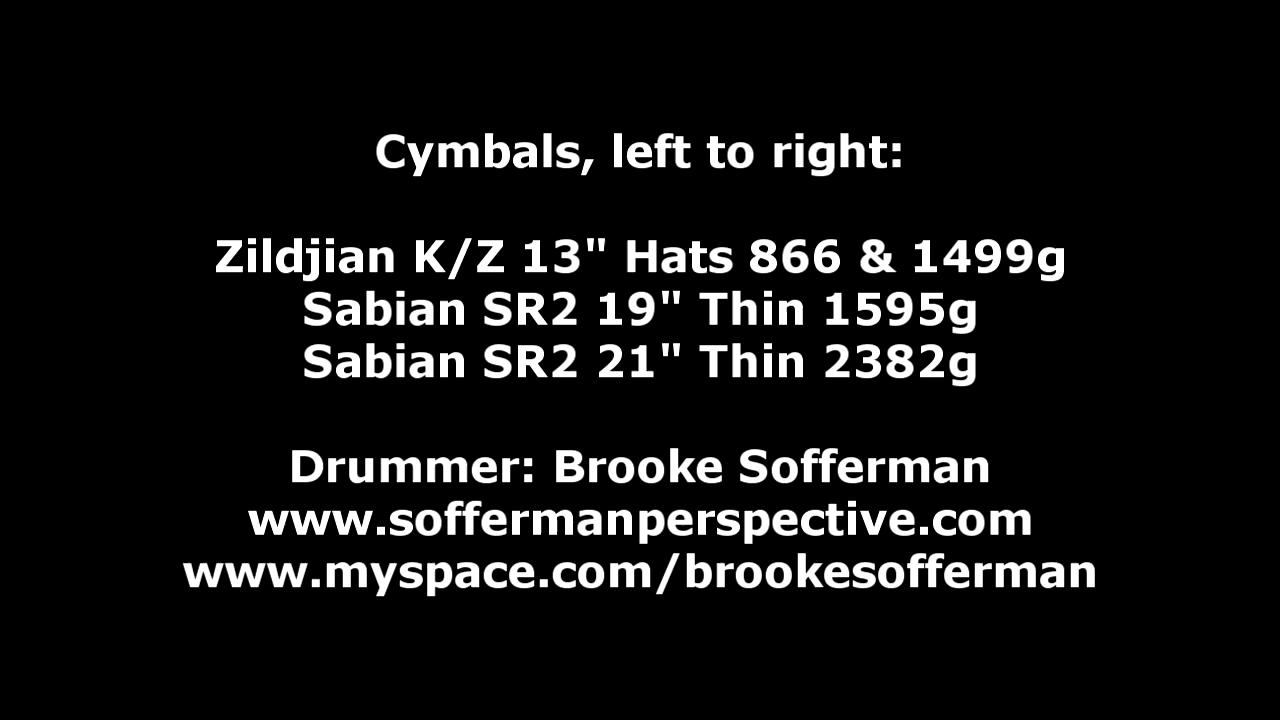 Cymbals, left to right:
Zildjian K/Z 13" Hats 866 & 1499g
Sabian SR2 19" Thin 1595g
Sabian SR2 21" Thin 2382g
Drummer: Brooke Sofferman
www.soffermanperspective.com
www.myspace.com/brookesofferman